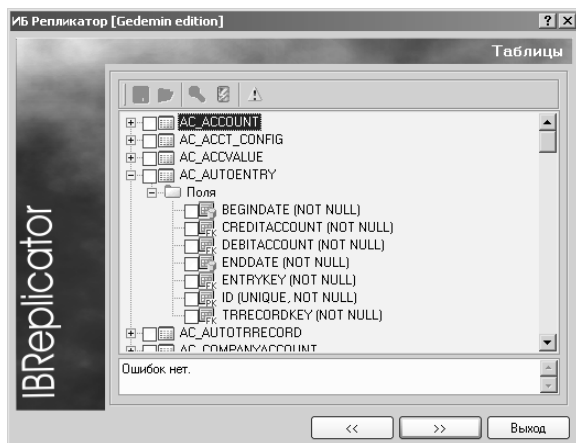 ИБ Репликатор [Gedemin edition]
Таблицы
IBReplicator
AC_ACCOUNT
AC_ACCT_CONFIG
AC_ACCVALUE
AC_AUTOENTRY
Поля
BEGINDATE (NOT NULL)
CREDITACCOUNT (NOT NULL)
DEBITACCOUNT (NOT NULL)
ENDDATE (NOT NULL)
ENTRYKEY (NOT NULL)
ID (UNIQUE, NOT NULL)
TRRECORDKEY (NOT NULL)
AC_AUTOTRRECORD
AC_COMPANYACCOUNT
Ошибок нет.
<< >> Выход